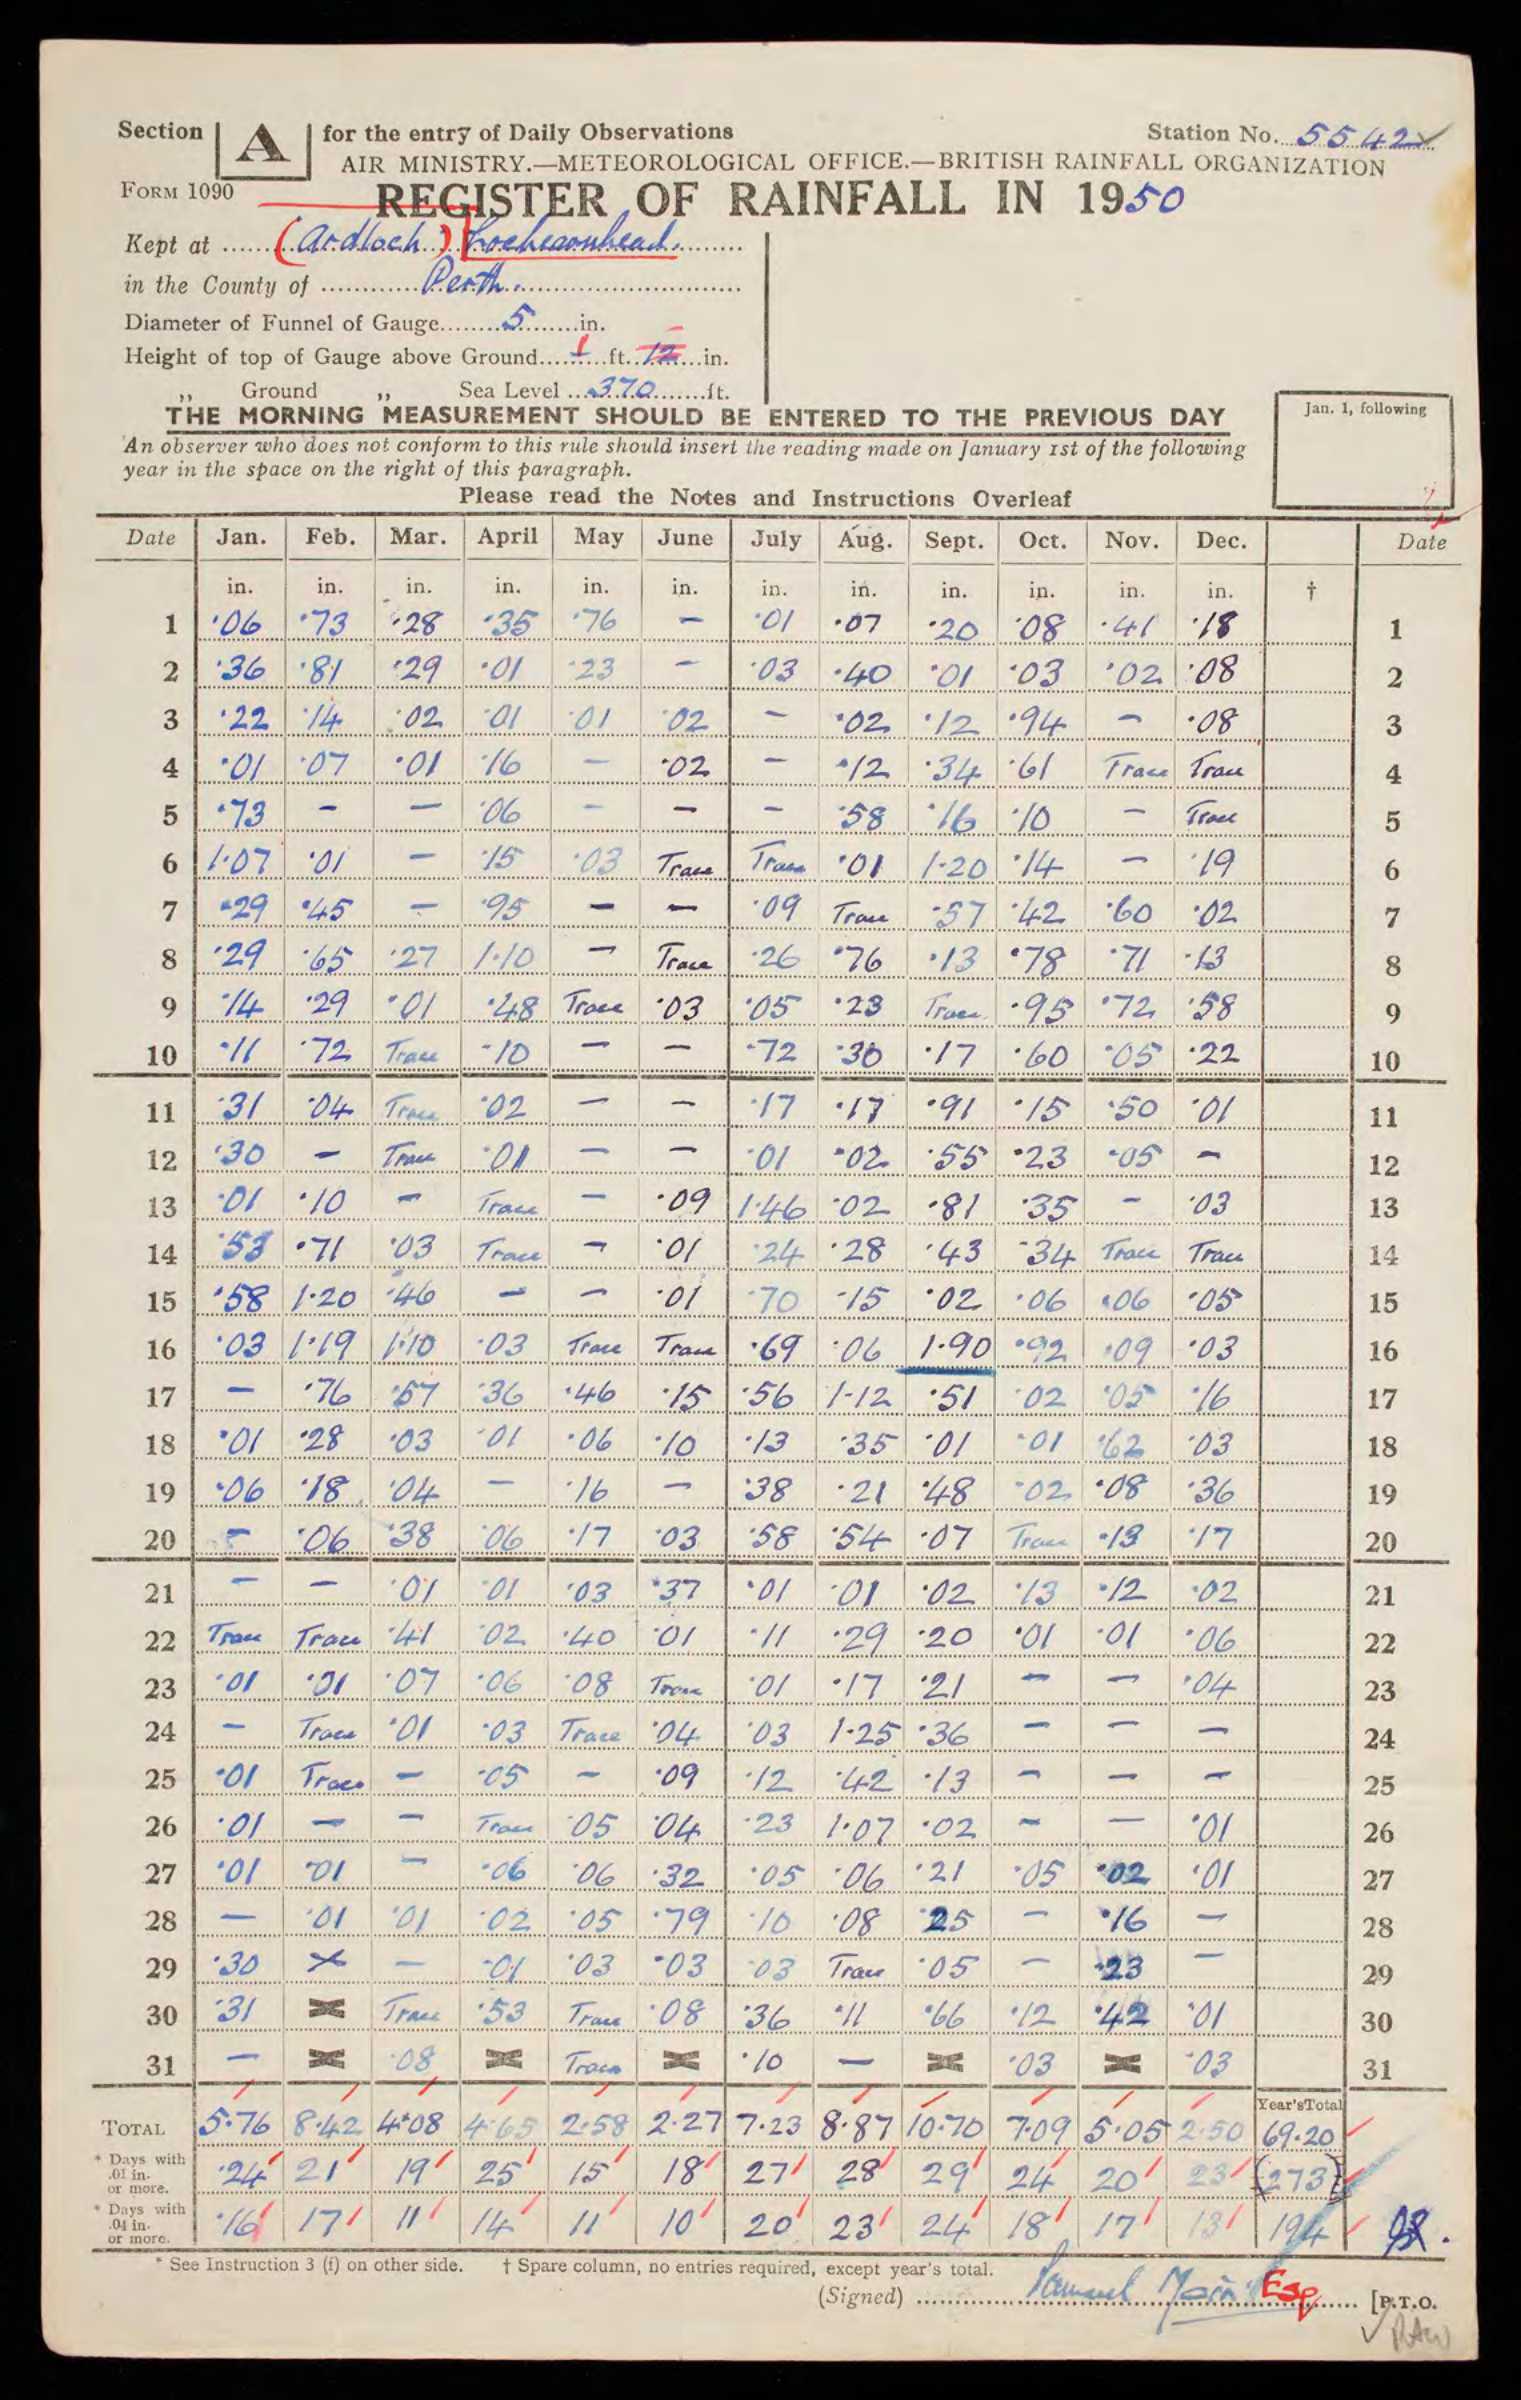 Section A for the entry of Daily Observations Station No. 5542
AIR MINISTRY.—METEOROLOGICAL OFFICE.—BRITISH RAINFALL ORGANIZATION
FORM 1090 REGISTER OF RAINFALL IN 1950
Kept at (Ardloch) Lochearnhead.
in the County of Perth.
Diameter of Funnel of Gauge 5 in.
Height of top of Gauge above Ground 1 ft. 12 in.
,, Ground ,, Sea Level 370 ft.
THE MORNING MEASUREMENT SHOULD BE ENTERED TO THE PREVIOUS DAY
Jan. 1, following
An observer who does not conform to this rule should insert the reading made on January 1st of the following
year in the space on the right of this paragraph.
Please read the Notes and Instructions Overleaf
Date Jan. Feb. Mar. April May June July Aug. Sept. Oct. Nov. Dec. Date
in. in. in. in. in. in. in. in. in. in. in. in. †
1 ·06 ·73 ·28 ·35 ·76 — ·01 ·07 ·20 ·08 ·41 ·18 1
2 ·36 ·81 ·29 ·01 ·23 — ·03 ·40 ·01 ·03 ·02 ·08 2
3 ·22 ·14 ·02 ·01 ·01 ·02 — ·02 ·12 ·94 — ·08 3
4 ·01 ·07 ·01 ·16 — ·02 — ·12 ·34 ·61 Trace Trace 4
5 ·73 — — ·06 — — — ·58 ·16 ·10 — Trace 5
6 1·07 ·01 — ·15 ·03 Trace Trace ·01 1·20 ·14 — ·19 6
7 ·29 ·45 — ·95 — — ·09 Trace ·57 ·42 ·60 ·02 7
8 ·29 ·65 ·27 1·10 — Trace ·26 ·76 ·13 ·78 ·71 ·13 8
9 ·14 ·29 ·01 ·48 Trace ·03 ·05 ·23 Trace ·95 ·72 ·58 9
10 ·11 ·72 Trace ·10 — — ·72 ·30 ·17 ·60 ·05 ·22 10
11 ·31 ·04 Trace ·02 — — ·17 ·17 ·91 ·15 ·50 ·01 11
12 ·30 — Trace ·01 — — ·01 ·02 ·55 ·23 ·05 — 12
13 ·01 ·10 — Trace — ·09 1·46 ·02 ·81 ·35 — ·03 13
14 ·53 ·71 ·03 Trace — ·01 ·24 ·28 ·43 ·34 Trace Trace 14
15 ·58 1·20 ·46 — — ·01 ·70 ·15 ·02 ·06 ·06 ·05 15
16 ·03 1·19 1·10 ·03 Trace Trace ·69 ·06 1·90 ·92 ·09 ·03 16
17 — ·76 ·57 ·36 ·46 ·15 ·56 1·12 ·51 ·02 ·05 ·16 17
18 ·01 ·28 ·03 ·01 ·06 ·10 ·13 ·35 ·01 ·01 ·62 ·03 18
19 ·06 ·18 ·04 — ·16 — ·38 ·21 ·48 ·02 ·08 ·36 19
20 — ·06 ·38 ·06 ·17 ·03 ·58 ·54 ·07 Trace ·13 ·17 20
21 — — ·01 ·01 ·03 ·37 ·01 ·01 ·02 ·13 ·12 ·02 21
22 Trace Trace ·41 ·02 ·40 ·01 ·11 ·29 ·20 ·01 ·01 ·06 22
23 ·01 ·01 ·07 ·06 ·08 Trace ·01 ·17 ·21 — — ·04 23
24 — Trace ·01 ·03 Trace ·04 ·03 1·25 ·36 — — — 24
25 ·01 Trace — ·05 — ·09 ·12 ·42 ·13 — — — 25
26 ·01 — — Trace ·05 ·04 ·23 1·07 ·02 — — ·01 26
27 ·01 ·01 — ·06 ·06 ·32 ·05 ·06 ·21 ·05 ·02 ·01 27
28 — ·01 ·01 ·02 ·05 ·79 ·10 ·08 ·25 — ·16 — 28
29 ·30 × — ·01 ·03 ·03 ·03 Trace ·05 — ·23 — 29
30 ·31 × Trace ·53 Trace ·08 ·36 ·11 ·66 ·12 ·42 ·01 30
31 — × ·08 × Trace × ·10 — × ·03 × ·03 31
Year's Total
TOTAL 5·76 8·42 4·08 4·65 2·58 2·27 7·23 8·87 10·70 7·09 5·05 2·50 69·20
* Days with .01 in. or more. 24 21 19 25 15 18 27 28 29 24 20 23 (273)
* Days with .04 in. or more. 16 17 11 14 11 10 20 23 24 18 17 13 194
* See Instruction 3 (f) on other side. † Spare column, no entries required, except year's total.
(Signed) Samuel Esq [P.T.O.